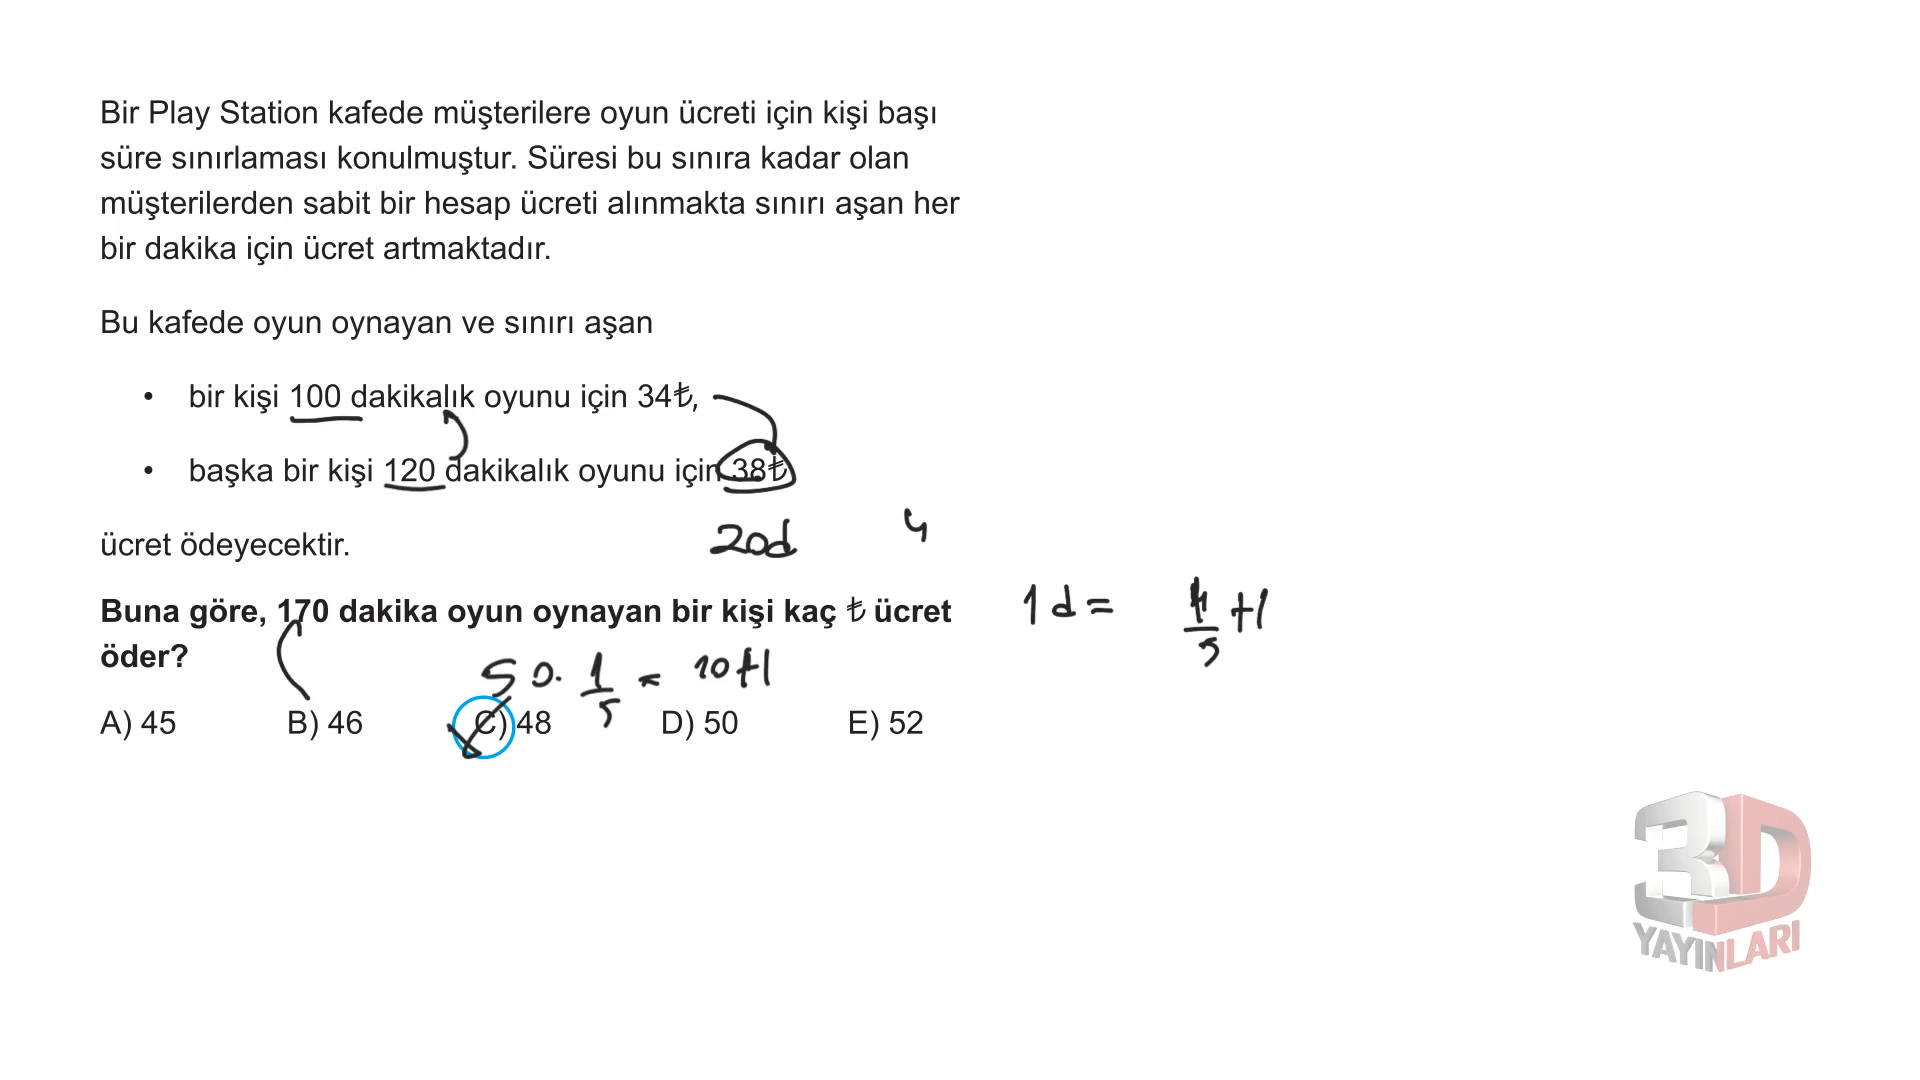 Bir Play Station kafede müşterilere oyun ücreti için kişi başı
süre sınırlaması konulmuştur. Süresi bu sınıra kadar olan
müşterilerden sabit bir hesap ücreti alınmakta sınırı aşan her
bir dakika için ücret artmaktadır.
Bu kafede oyun oynayan ve sınırı aşan
• bir kişi 100 dakikalık oyunu için 34₺,
• başka bir kişi 120 dakikalık oyunu için 38₺
ücret ödeyecektir.
20d 4
Buna göre, 170 dakika oyun oynayan bir kişi kaç ₺ ücret
öder?
1d = 1/5 tl
50. 1/5 = 10 tl
A) 45 B) 46 C) 48 D) 50 E) 52
3D
YAYINLARI